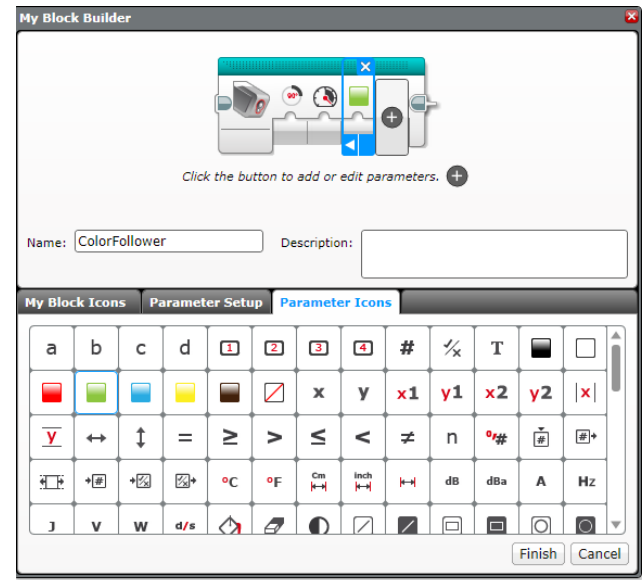 My Block Builder
90°
Click the button to add or edit parameters.
Name: ColorFollower Description:
My Block Icons Parameter Setup Parameter Icons
a b c d 1 2 3 4 # ✓/x T
x y x1 y1 x2 y2 |x|
y ↔ ↕ = ≥ > ≤ < ≠ n °/# # #
# °C °F Cm inch dB dBa A Hz
J V W d/s
Finish Cancel